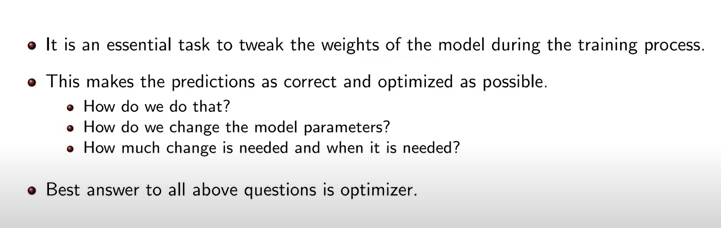 It is an essential task to tweak the weights of the model during the training process.
This makes the predictions as correct and optimized as possible.
How do we do that?
How do we change the model parameters?
How much change is needed and when it is needed?
Best answer to all above questions is optimizer.